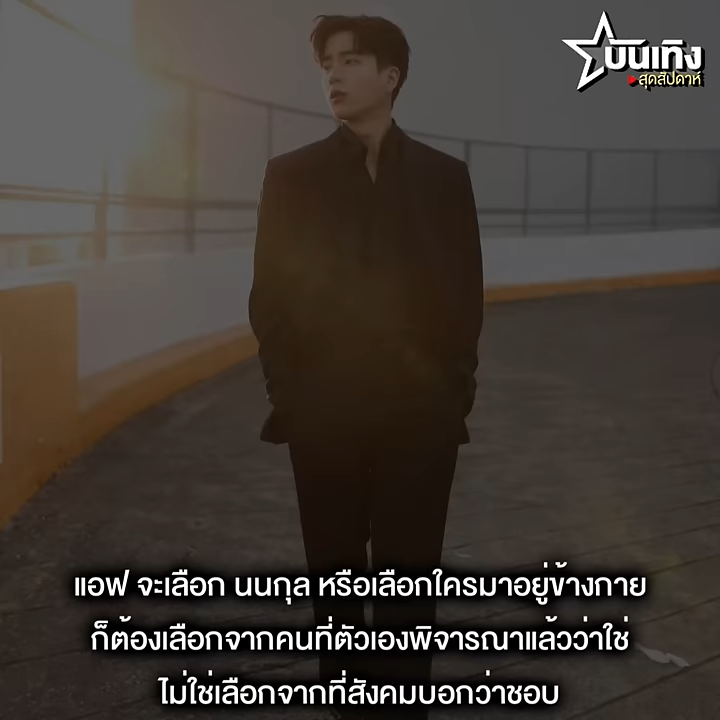 บันเทิง
สุดสัปดาห์
แอฟ จะเลือก นนกุล หรือเลือกใครมาอยู่ข้างกาย
ก็ต้องเลือกจากคนที่ตัวเองพิจารณาแล้วว่าใช่
ไม่ใช่เลือกจากที่สังคมบอกว่าชอบ